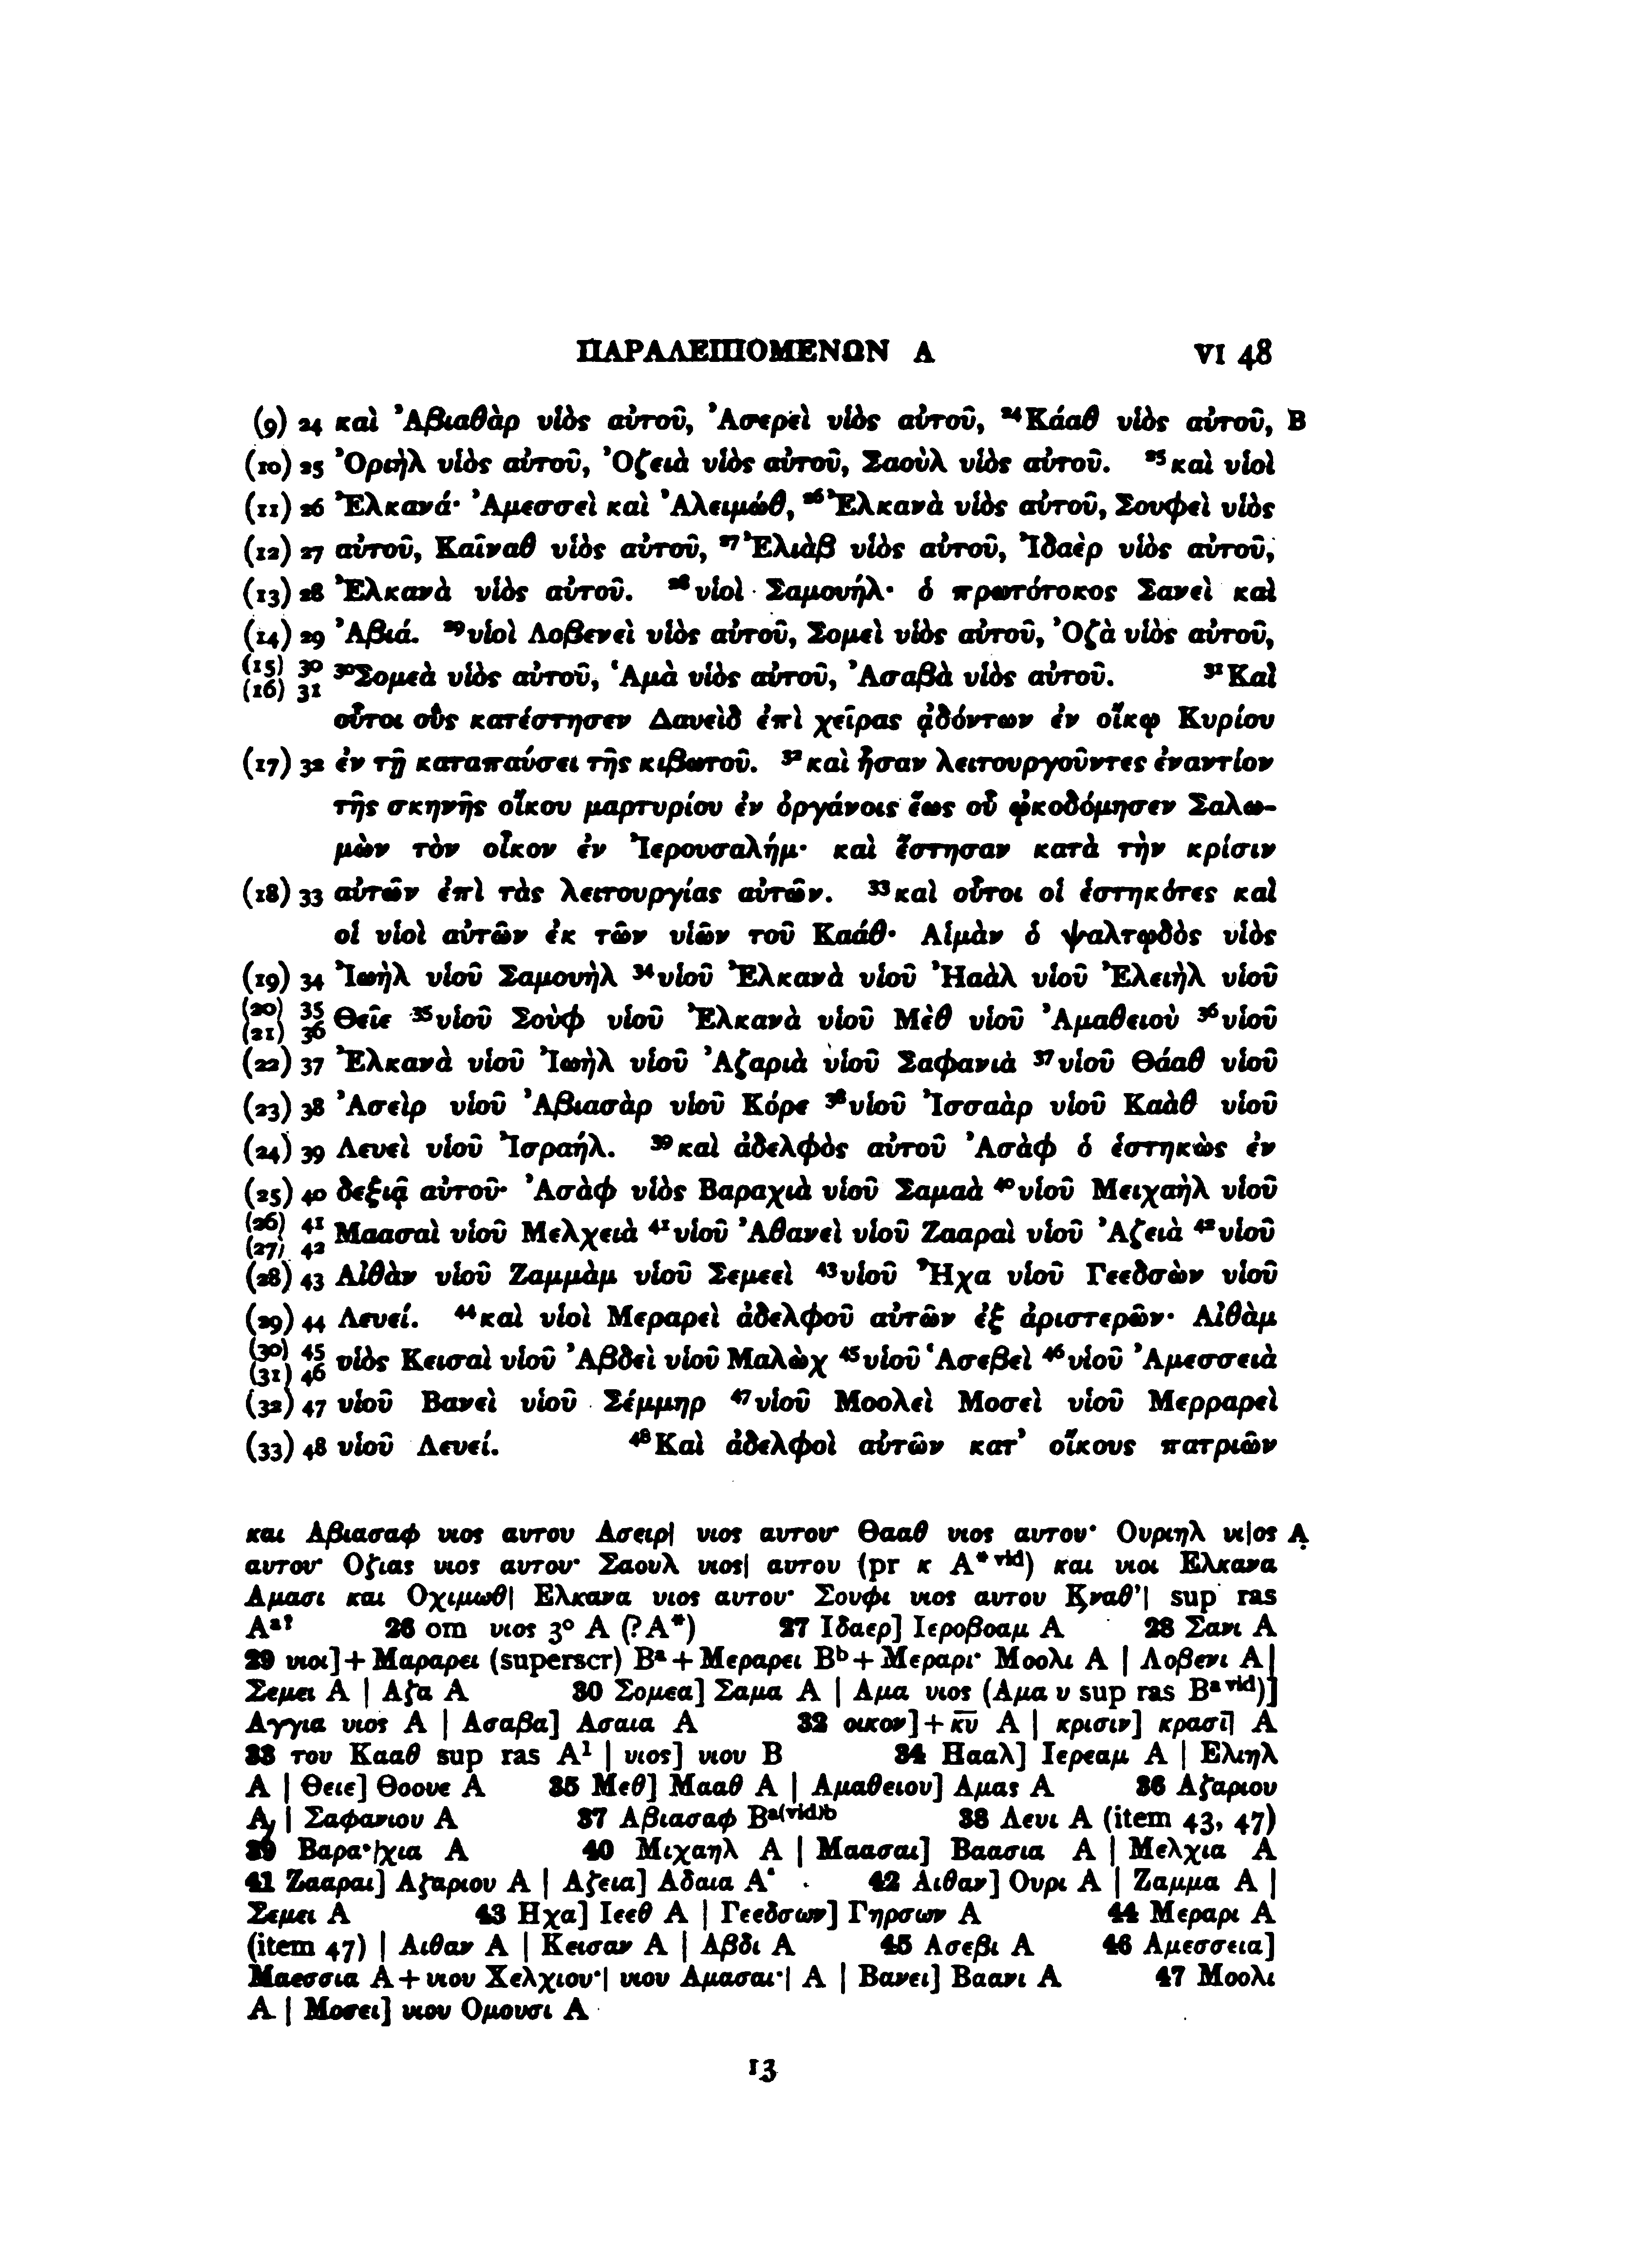 ΠΑΡΑΛΕΙΠΟΜΕΝΩΝ Α VI 48
(9) 24 καὶ Ἀβιαθὰρ υἱὸς αὐτοῦ, Ἀσερεὶ υἱὸς αὐτοῦ, ²⁴Κάαθ υἱὸς αὐτοῦ, B
(10) 25 Ὀριὴλ υἱὸς αὐτοῦ, Ὀζειὰ υἱὸς αὐτοῦ, Σαοὺλ υἱὸς αὐτοῦ. ²⁵καὶ υἱοὶ
(11) 26 Ἑλκανά· Ἀμεσσεὶ καὶ Ἀλειμώθ, ²⁶Ἑλκανὰ υἱὸς αὐτοῦ, Σουφεὶ υἱὸς
(12) 27 αὐτοῦ, Καῖναθ υἱὸς αὐτοῦ, ²⁷Ἐλιὰβ υἱὸς αὐτοῦ, Ἰδαὲρ υἱὸς αὐτοῦ,
(13) 28 Ἑλκανὰ υἱὸς αὐτοῦ. ²⁸υἱοὶ Σαμουήλ· ὁ πρωτότοκος Σανεὶ καὶ
(14) 29 Ἀβιά. ²⁹υἱοὶ Λοβενεὶ υἱὸς αὐτοῦ, Σομεὶ υἱὸς αὐτοῦ, Ὀζὰ υἱὸς αὐτοῦ,
(15) 30 (16) 31 ³⁰Σομεὰ υἱὸς αὐτοῦ, Ἁμὰ υἱὸς αὐτοῦ, Ἀσαβὰ υἱὸς αὐτοῦ. ³¹Καὶ
οὗτοι οὓς κατέστησεν Δαυεὶδ ἐπὶ χεῖρας ᾀδόντων ἐν οἴκῳ Κυρίου
(17) 32 ἐν τῇ καταπαύσει τῆς κιβωτοῦ. ³²καὶ ἦσαν λειτουργοῦντες ἐναντίον
τῆς σκηνῆς οἴκου μαρτυρίου ἐν ὀργάνοις ἕως οὗ ᾠκοδόμησεν Σαλω-
μὼν τὸν οἶκον ἐν Ἰερουσαλήμ· καὶ ἔστησαν κατὰ τὴν κρίσιν
(18) 33 αὐτῶν ἐπὶ τὰς λειτουργίας αὐτῶν. ³³καὶ οὗτοι οἱ ἑστηκότες καὶ
οἱ υἱοὶ αὐτῶν ἐκ τῶν υἱῶν τοῦ Καάθ· Αἱμὰν ὁ ψαλτῳδὸς υἱὸς
(19) 34 Ἰωὴλ υἱοῦ Σαμουὴλ ³⁴υἱοῦ Ἑλκανὰ υἱοῦ Ἠαὰλ υἱοῦ Ἐλειὴλ υἱοῦ
(20) 35 (21) 36 Θεῖε ³⁵υἱοῦ Σοὺφ υἱοῦ Ἑλκανὰ υἱοῦ Μὲθ υἱοῦ Ἀμαθειοὺ ³⁶υἱοῦ
(22) 37 Ἑλκανὰ υἱοῦ Ἰωὴλ υἱοῦ Ἀζαριὰ υἱοῦ Σαφανιὰ ³⁷υἱοῦ Θάαθ υἱοῦ
(23) 38 Ἀσεὶρ υἱοῦ Ἀβιασὰρ υἱοῦ Κόρε ³⁸υἱοῦ Ἰσσαὰρ υἱοῦ Καὰθ υἱοῦ
(24) 39 Λευεὶ υἱοῦ Ἰσραήλ. ³⁹καὶ ἀδελφὸς αὐτοῦ Ἀσὰφ ὁ ἑστηκὼς ἐν
(25) 40 δεξιᾷ αὐτοῦ· Ἀσὰφ υἱὸς Βαραχιὰ υἱοῦ Σαμαὰ ⁴⁰υἱοῦ Μειχαὴλ υἱοῦ
(26) 41 (27) 42 Μαασαὶ υἱοῦ Μελχειὰ ⁴¹υἱοῦ Ἀθανεὶ υἱοῦ Ζααραὶ υἱοῦ Ἀζειὰ ⁴²υἱοῦ
(28) 43 Αἰθὰν υἱοῦ Ζαμμὰμ υἱοῦ Σεμεεὶ ⁴³υἱοῦ Ἦχα υἱοῦ Γεεδσὼν υἱοῦ
(29) 44 Λευεί. ⁴⁴καὶ υἱοὶ Μεραρεὶ ἀδελφοῦ αὐτῶν ἐξ ἀριστερῶν· Αἰθὰμ
(30) 45 (31) 46 υἱὸς Κεισαὶ υἱοῦ Ἀβδεὶ υἱοῦ Μαλὼχ ⁴⁵υἱοῦ Ἁσεβεὶ ⁴⁶υἱοῦ Ἀμεσσειὰ
(32) 47 υἱοῦ Βανεὶ υἱοῦ Σέμμηρ ⁴⁷υἱοῦ Μοολεὶ Μοσεὶ υἱοῦ Μερραρεὶ
(33) 48 υἱοῦ Λευεί. ⁴⁸Καὶ ἀδελφοὶ αὐτῶν κατ᾽ οἴκους πατριῶν
και Αβιασαφ υιος αυτου Ασειρ| υιος αυτου· Θααθ υιος αυτου· Ουριηλ υι|ος A
αυτου· Οζιας υιος αυτου· Σαουλ υιος| αυτου (pr κ A*vid) και υιοι Ελκανα
Αμασι και Οχιμωθ| Ελκανα υιος αυτου· Σουφι υιος αυτου Κναθ᾽| sup ras
Aa? 26 om υιος 3° A (?A*) 27 Ιδαερ] Ιεροβοαμ A 28 Σανι A
29 υιοι]+Μαραρει (superscr) Ba+Μεραρει Bb+Μεραρι· Μοολι A | Λοβενι A|
Σεμει A | Αζα A 30 Σομεα] Σαμα A | Αμα υιος (Αμα υ sup ras Ba vid)]
Αγγια υιος A | Ασαβα] Ασαια A 32 οικον]+κ̅υ̅ A | κρισιν] κρασῑ] A
33 του Κααθ sup ras A¹ | υιος] υιου B 34 Ηααλ] Ιερεαμ A | Ελιηλ
A | Θειε] Θοουε A 35 Μεθ] Μααθ A | Αμαθειου] Αμας A 36 Αζαριου
A | Σαφανιου A 37 Αβιασαφ Ba(vid)b 38 Λευι A (item 43, 47)
39 Βαρα·|χια A 40 Μιχαηλ A | Μαασαι] Βαασια A | Μελχια A
41 Ζααραι] Αζαριου A | Αζεια] Αδαια A 42 Αιθαν] Ουρι A | Ζαμμα A |
Σεμει A 43 Ηχα] Ιεεθ A | Γεεδσων] Γηρσων A 44 Μεραρι A
(item 47) | Αιθαν A | Κεισαν A | Αβδι A 45 Ασεβι A 46 Αμεσσεια]
Μαεσσια A+υιου Χελχιου·| υιου Αμασαι·| A | Βανει] Βαανι A 47 Μοολι
A | Μοσει] υιου Ομουσι A
13